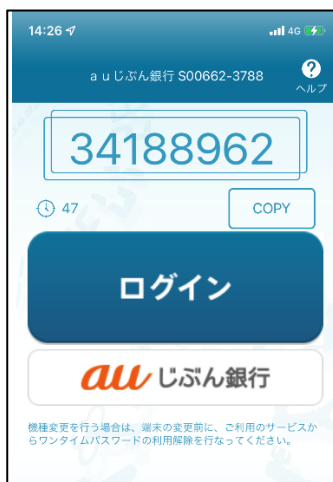 14:26
4G
auじぶん銀行 S00662-3788
?
ヘルプ
34188962
47
COPY
ログイン
au じぶん銀行
機種変更を行う場合は、端末の変更前に、ご利用のサービスか
らワンタイムパスワードの利用解除を行なってください。